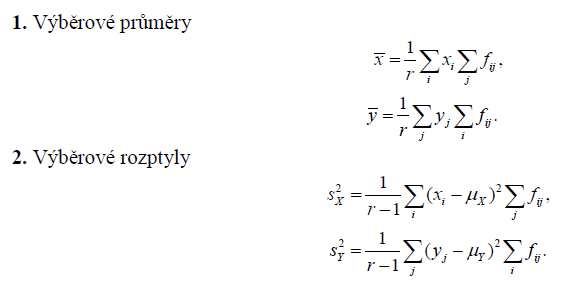 1. Výběrové průměry
x̄ = 1/r ∑_i x_i ∑_j f_ij,
ȳ = 1/r ∑_j y_j ∑_i f_ij.
2. Výběrové rozptyly
s_X^2 = 1/(r−1) ∑_i (x_i − μ_X)^2 ∑_j f_ij,
s_Y^2 = 1/(r−1) ∑_j (y_j − μ_Y)^2 ∑_i f_ij.